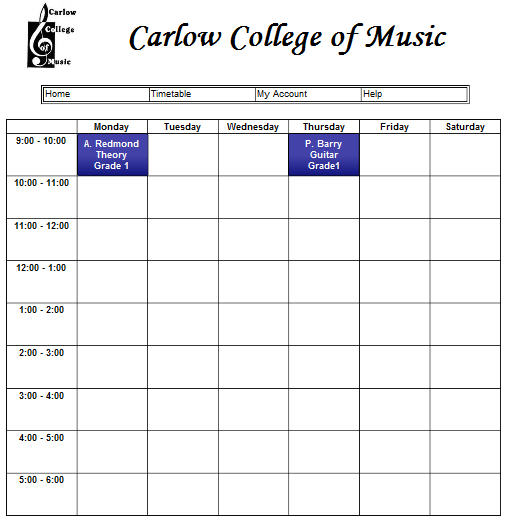 Carlow
College
of
Music
Carlow College of Music
Home Timetable My Account Help
Monday Tuesday Wednesday Thursday Friday Saturday
9:00 - 10:00
A. Redmond
Theory
Grade 1
P. Barry
Guitar
Grade1
10:00 - 11:00
11:00 - 12:00
12:00 - 1:00
1:00 - 2:00
2:00 - 3:00
3:00 - 4:00
4:00 - 5:00
5:00 - 6:00